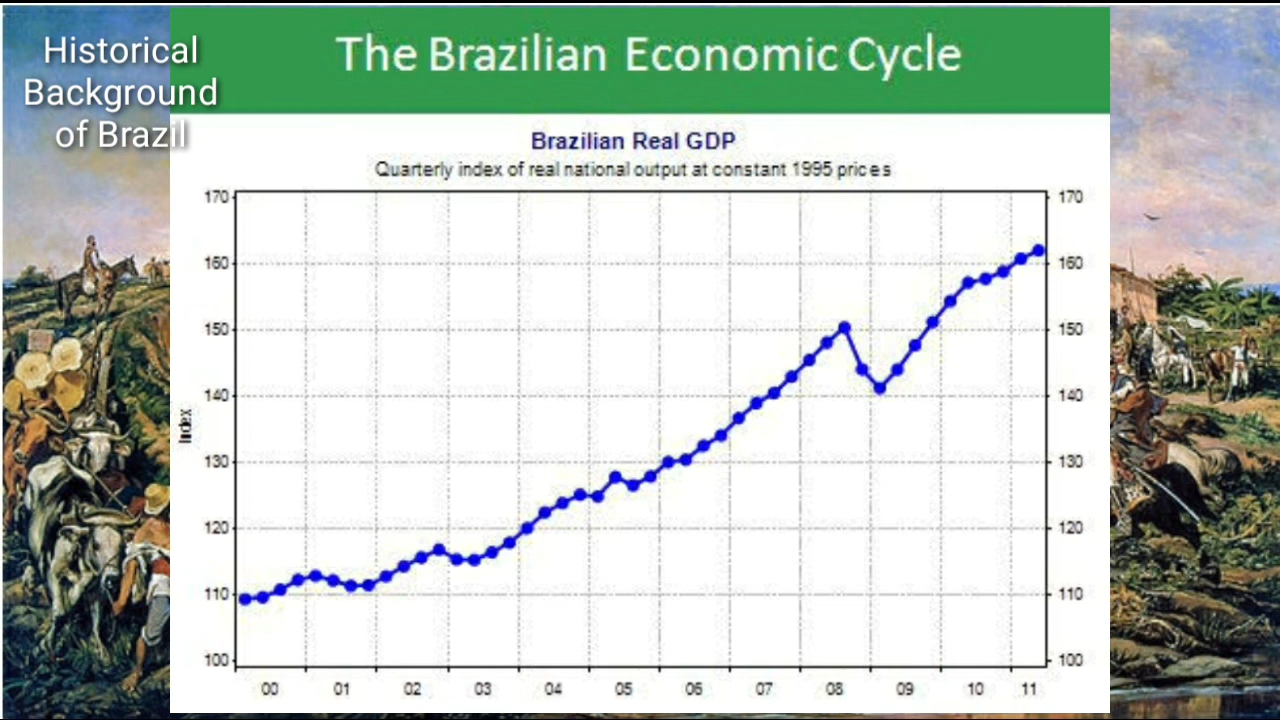 Historical
Background
of Brazil
The Brazilian Economic Cycle
Brazilian Real GDP
Quarterly index of real national output at constant 1995 prices
170 170
160 160
150 150
140 140
130 130
120 120
110 110
100 100
Index
00 01 02 03 04 05 06 07 08 09 10 11